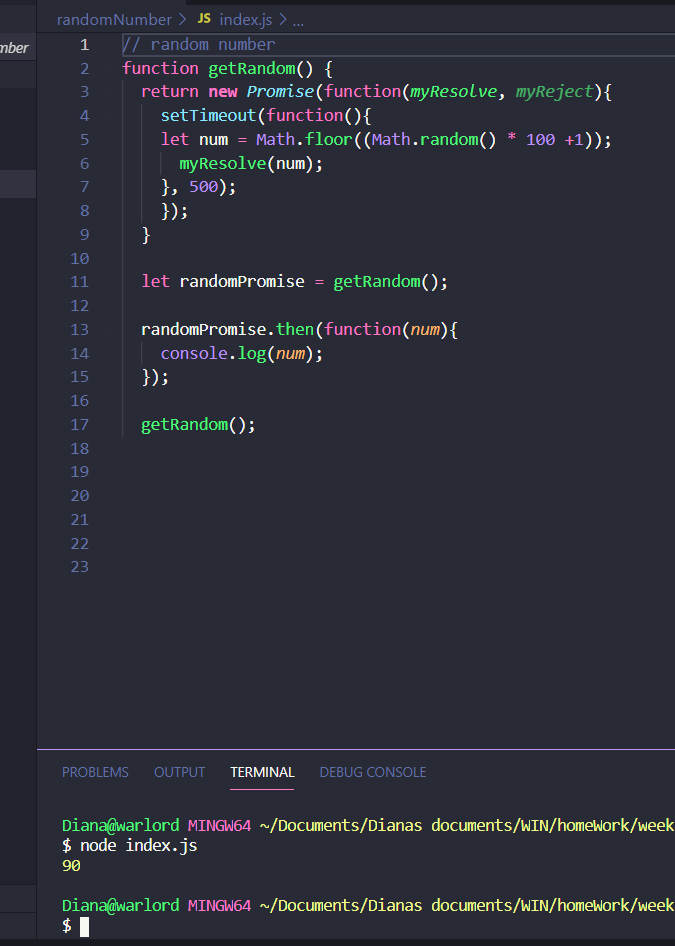 randomNumber > JS index.js > ...
mber
1 // random number
2 function getRandom() {
3 return new Promise(function(myResolve, myReject){
4 setTimeout(function(){
5 let num = Math.floor((Math.random() * 100 +1));
6 myResolve(num);
7 }, 500);
8 });
9 }
10
11 let randomPromise = getRandom();
12
13 randomPromise.then(function(num){
14 console.log(num);
15 });
16
17 getRandom();
18
19
20
21
22
23
PROBLEMS OUTPUT TERMINAL DEBUG CONSOLE
Diana@warlord MINGW64 ~/Documents/Dianas documents/WIN/homeWork/week
$ node index.js
90
Diana@warlord MINGW64 ~/Documents/Dianas documents/WIN/homeWork/week
$